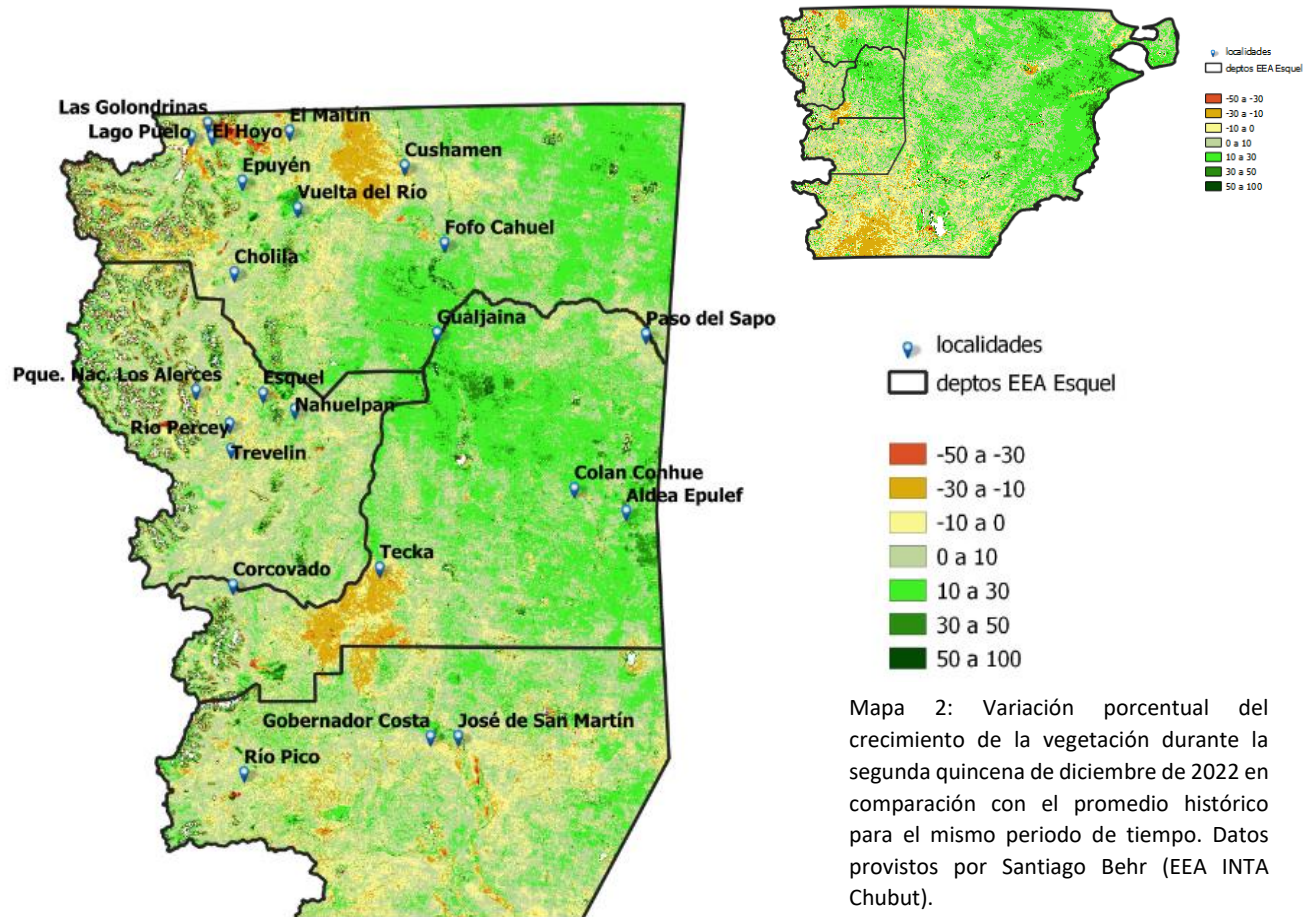 Las Golondrinas
El Maitín
Lago Puelo
El Hoyo
Cushamen
Epuyén
Vuelta del Río
Fofo Cahuel
Cholila
Gualjaina
Paso del Sapo
Pque. Nac. Los Alerces
Esquel
Nahuelpan
Río Percey
Trevelin
Colan Conhue
Aldea Epulef
Tecka
Corcovado
Gobernador Costa
José de San Martín
Río Pico
localidades
deptos EEA Esquel
-50 a -30
-30 a -10
-10 a 0
0 a 10
10 a 30
30 a 50
50 a 100
localidades
deptos EEA Esquel
-50 a -30
-30 a -10
-10 a 0
0 a 10
10 a 30
30 a 50
50 a 100
Mapa 2: Variación porcentual del
crecimiento de la vegetación durante la
segunda quincena de diciembre de 2022 en
comparación con el promedio histórico
para el mismo periodo de tiempo. Datos
provistos por Santiago Behr (EEA INTA
Chubut).